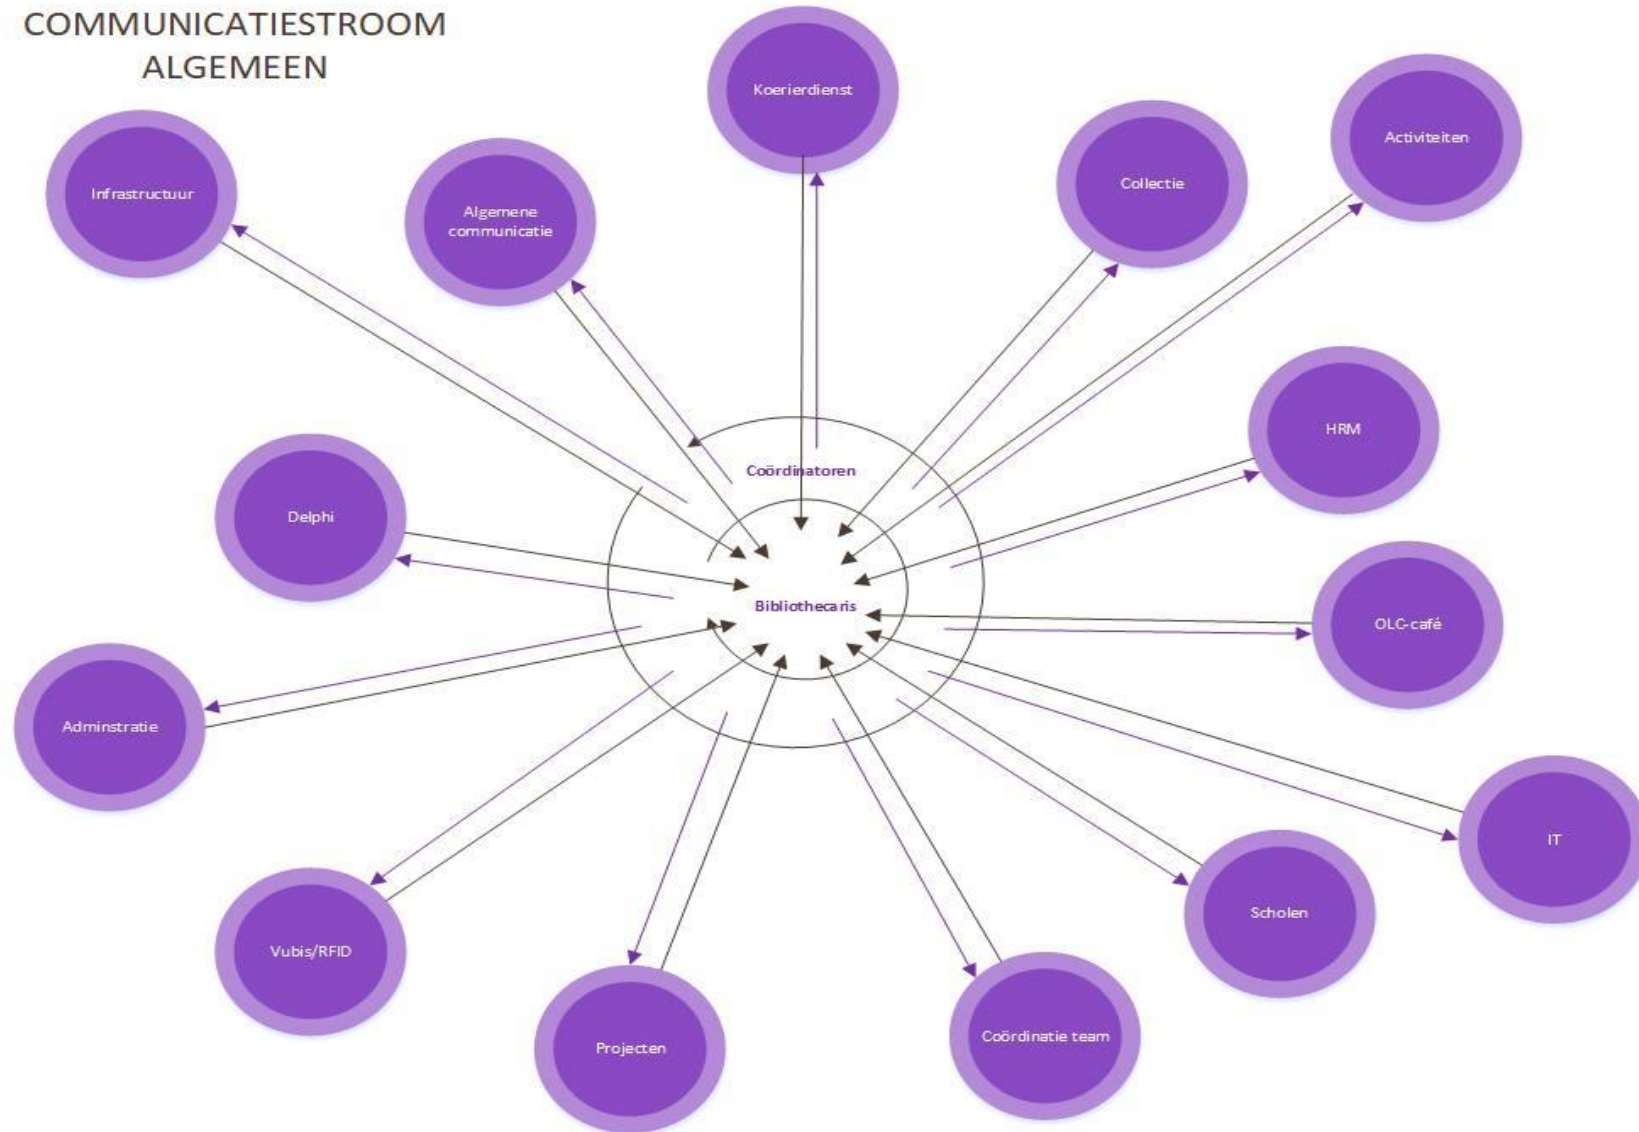 COMMUNICATIESTROOM
ALGEMEEN
Koerierdienst
Activiteiten
Collectie
Infrastructuur
Algemene
communicatie
HRM
Coördinatoren
Delphi
Bibliothecaris
OLC-café
Adminstratie
IT
Scholen
Vubis/RFID
Coördinatie team
Projecten